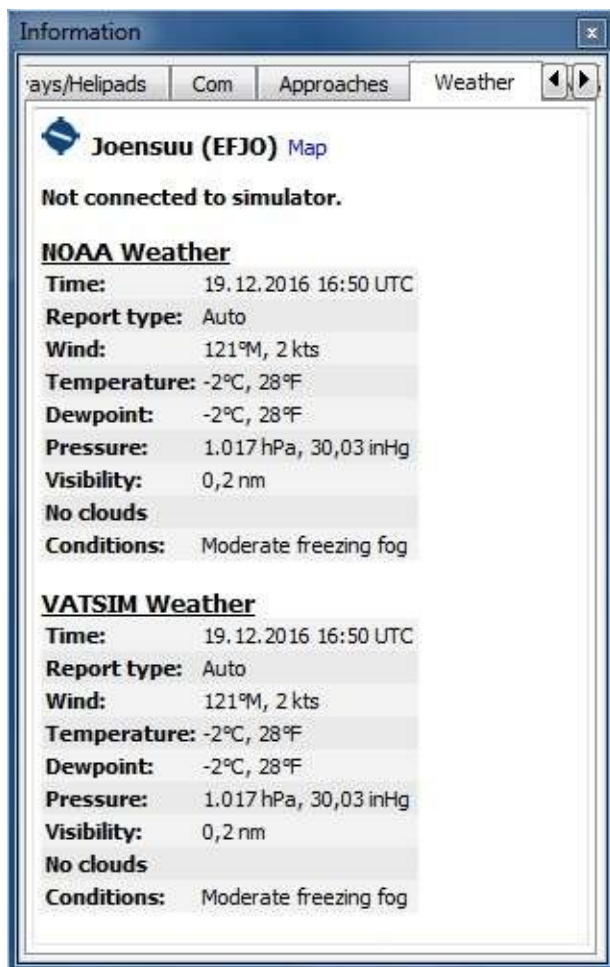 Information
ays/Helipads Com Approaches Weather
Joensuu (EFJO) Map
Not connected to simulator.
NOAA Weather
Time: 19.12.2016 16:50 UTC
Report type: Auto
Wind: 121°M, 2 kts
Temperature: -2°C, 28°F
Dewpoint: -2°C, 28°F
Pressure: 1.017 hPa, 30,03 inHg
Visibility: 0,2 nm
No clouds
Conditions: Moderate freezing fog
VATSIM Weather
Time: 19.12.2016 16:50 UTC
Report type: Auto
Wind: 121°M, 2 kts
Temperature: -2°C, 28°F
Dewpoint: -2°C, 28°F
Pressure: 1.017 hPa, 30,03 inHg
Visibility: 0,2 nm
No clouds
Conditions: Moderate freezing fog